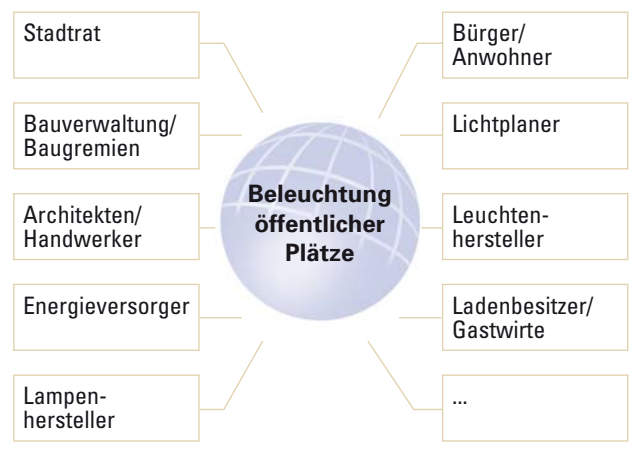 Stadtrat
Bauverwaltung/
Baugremien
Architekten/
Handwerker
Energieversorger
Lampen-
hersteller
Beleuchtung
öffentlicher
Plätze
Bürger/
Anwohner
Lichtplaner
Leuchten-
hersteller
Ladenbesitzer/
Gastwirte
...